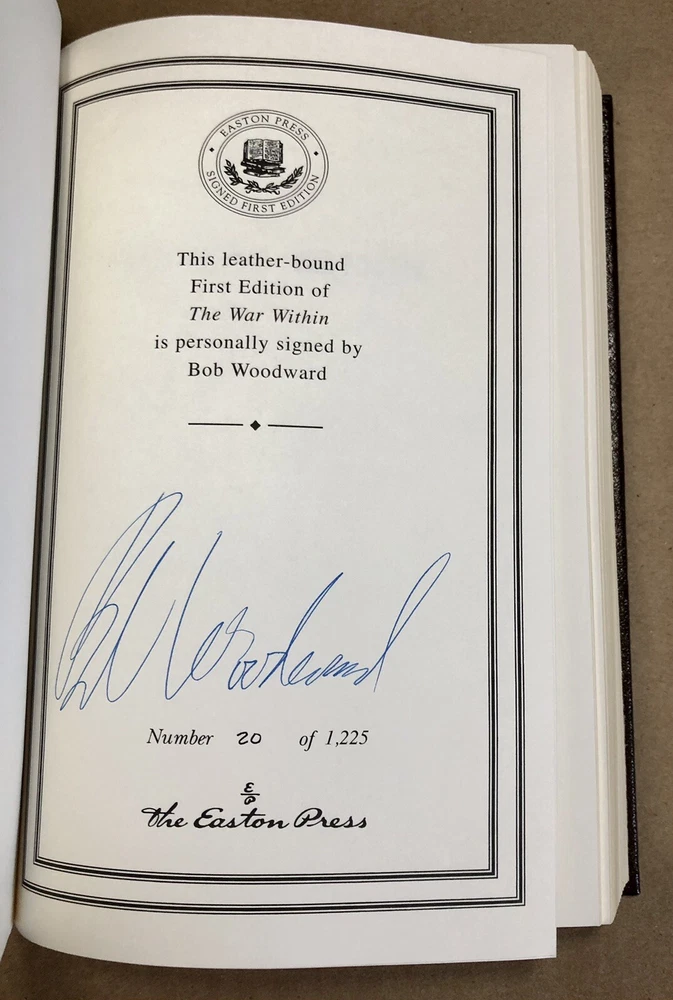 EASTON PRESS
SIGNED FIRST EDITION
This leather-bound
First Edition of
The War Within
is personally signed by
Bob Woodward
B Woodward
Number 20 of 1,225
E/P
the Easton Press